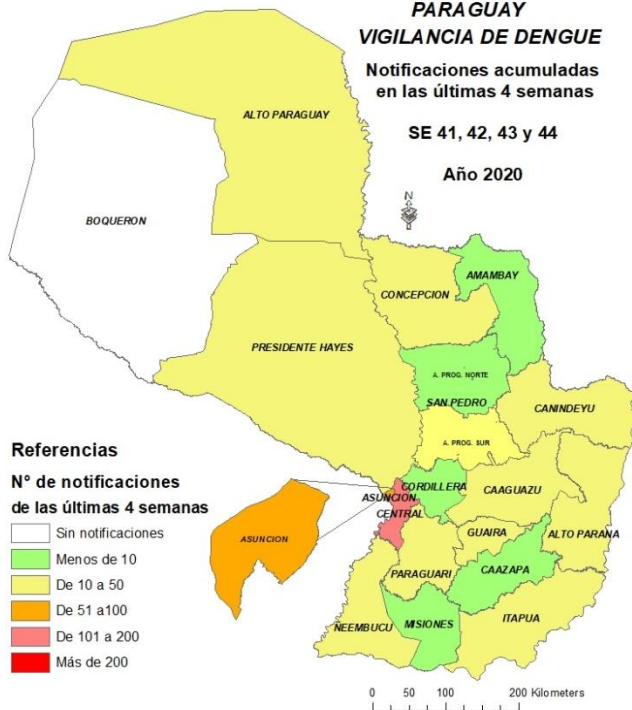 PARAGUAY
VIGILANCIA DE DENGUE
Notificaciones acumuladas
en las últimas 4 semanas
SE 41, 42, 43 y 44
Año 2020
N
ALTO PARAGUAY
BOQUERON
CONCEPCION
AMAMBAY
PRESIDENTE HAYES
A. PROG. NORTE
SAN PEDRO
CANINDEYU
A. PROG. SUR
CORDILLERA
ASUNCION
CAAGUAZU
CENTRAL
ASUNCION
GUAIRA
ALTO PARANA
PARAGUARI
CAAZAPA
ÑEEMBUCU
MISIONES
ITAPUA
Referencias
N° de notificaciones
de las últimas 4 semanas
Sin notificaciones
Menos de 10
De 10 a 50
De 51 a100
De 101 a 200
Más de 200
0 50 100 200 Kilometers